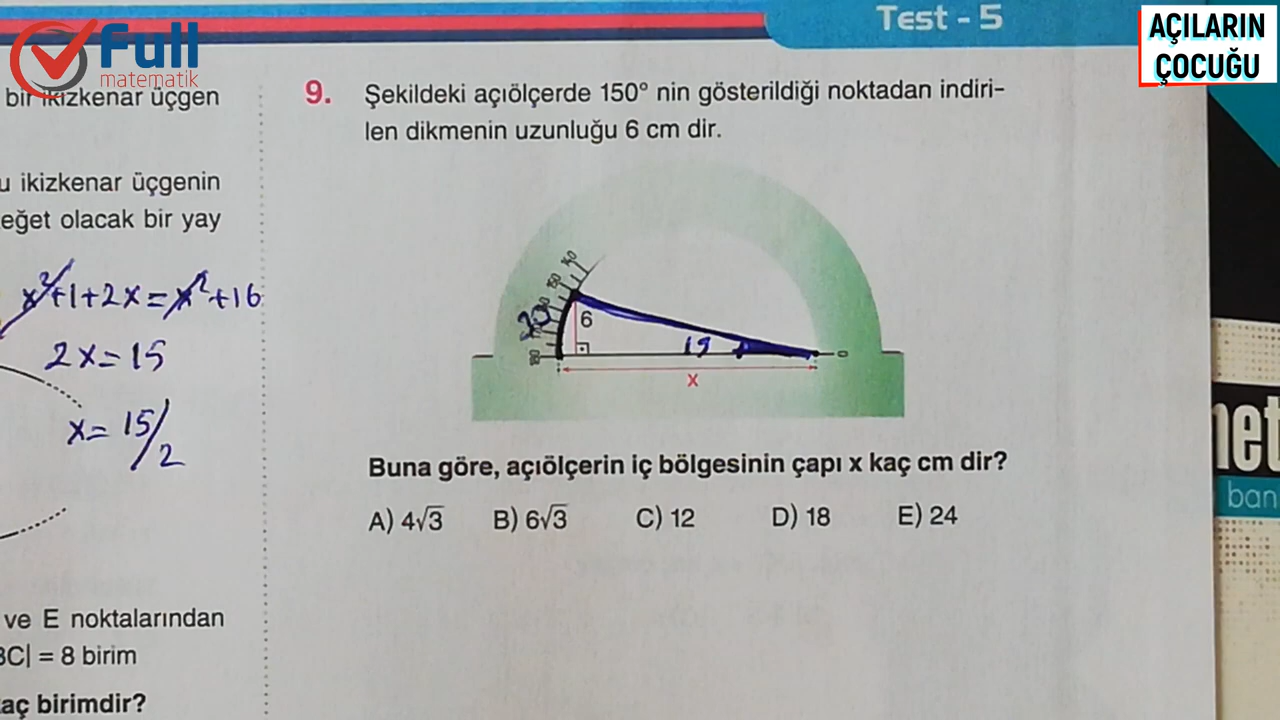 Test - 5
AÇILARIN
ÇOCUĞU
Full
matematik
bir ikizkenar üçgen
u ikizkenar üçgenin
eğet olacak bir yay
x²+1+2x=x²+16
2x=15
x=15/2
ve E noktalarından
BC| = 8 birim
aç birimdir?
9. Şekildeki açıölçerde 150° nin gösterildiği noktadan indiri-
len dikmenin uzunluğu 6 cm dir.
140
150
180
30
6
15
0
x
Buna göre, açıölçerin iç bölgesinin çapı x kaç cm dir?
A) 4√3 B) 6√3 C) 12 D) 18 E) 24
net
ban